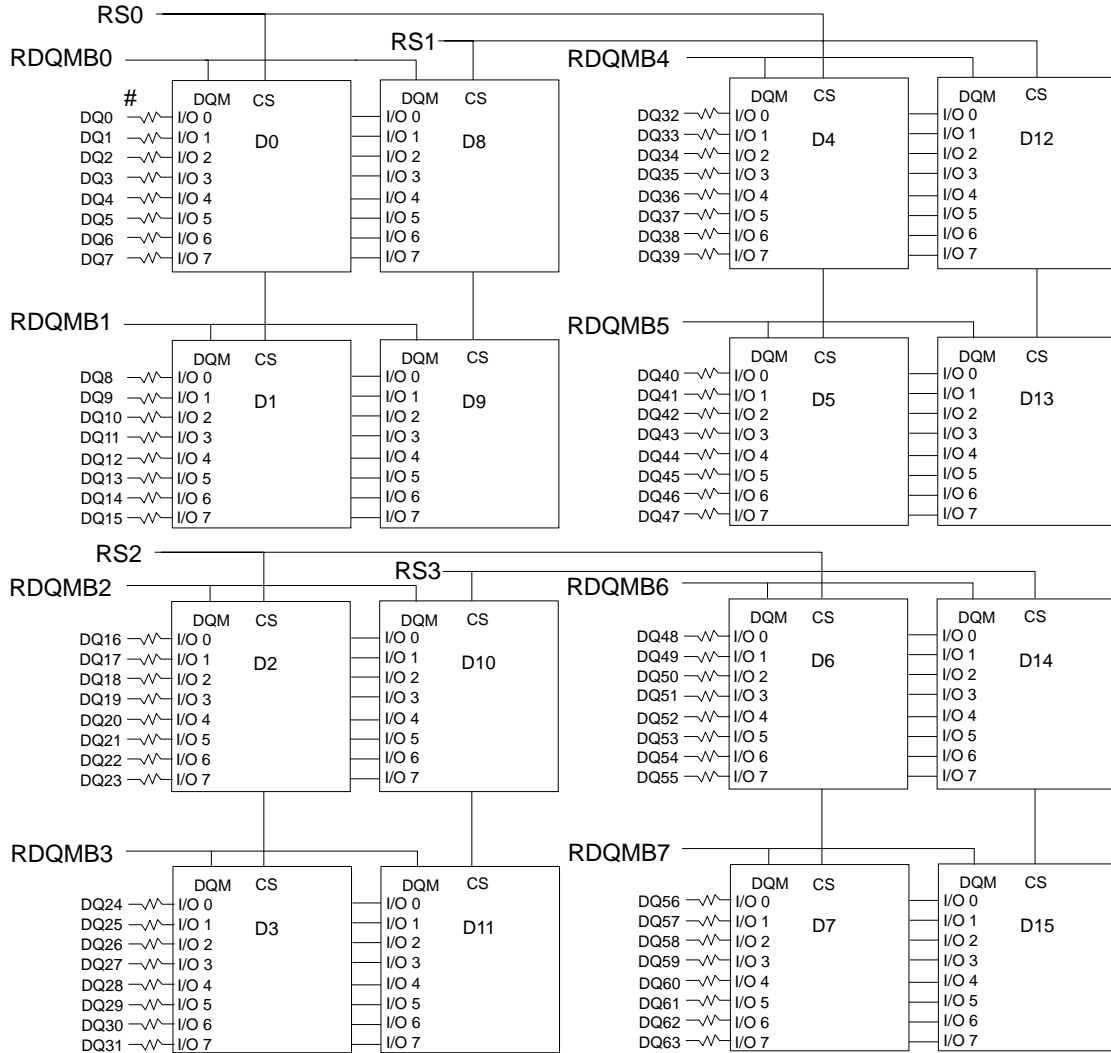 RS0
RS1
RDQMB0
RDQMB4
#
DQM CS
DQM CS
DQM CS
DQM CS
DQ0 I/O 0 I/O 0 DQ32 I/O 0 I/O 0
DQ1 I/O 1 I/O 1 DQ33 I/O 1 I/O 1
D0 D8 D4 D12
DQ2 I/O 2 I/O 2 DQ34 I/O 2 I/O 2
DQ3 I/O 3 I/O 3 DQ35 I/O 3 I/O 3
DQ4 I/O 4 I/O 4 DQ36 I/O 4 I/O 4
DQ5 I/O 5 I/O 5 DQ37 I/O 5 I/O 5
DQ6 I/O 6 I/O 6 DQ38 I/O 6 I/O 6
DQ7 I/O 7 I/O 7 DQ39 I/O 7 I/O 7
RDQMB1
RDQMB5
DQM CS
DQM CS
DQM CS
DQM CS
DQ8 I/O 0 I/O 0 DQ40 I/O 0 I/O 0
DQ9 I/O 1 I/O 1 DQ41 I/O 1 I/O 1
D1 D9 D5 D13
DQ10 I/O 2 I/O 2 DQ42 I/O 2 I/O 2
DQ11 I/O 3 I/O 3 DQ43 I/O 3 I/O 3
DQ12 I/O 4 I/O 4 DQ44 I/O 4 I/O 4
DQ13 I/O 5 I/O 5 DQ45 I/O 5 I/O 5
DQ14 I/O 6 I/O 6 DQ46 I/O 6 I/O 6
DQ15 I/O 7 I/O 7 DQ47 I/O 7 I/O 7
RS2
RS3
RDQMB2
RDQMB6
DQM CS
DQM CS
DQM CS
DQM CS
DQ16 I/O 0 I/O 0 DQ48 I/O 0 I/O 0
DQ17 I/O 1 I/O 1 DQ49 I/O 1 I/O 1
D2 D10 D6 D14
DQ18 I/O 2 I/O 2 DQ50 I/O 2 I/O 2
DQ19 I/O 3 I/O 3 DQ51 I/O 3 I/O 3
DQ20 I/O 4 I/O 4 DQ52 I/O 4 I/O 4
DQ21 I/O 5 I/O 5 DQ53 I/O 5 I/O 5
DQ22 I/O 6 I/O 6 DQ54 I/O 6 I/O 6
DQ23 I/O 7 I/O 7 DQ55 I/O 7 I/O 7
RDQMB3
RDQMB7
DQM CS
DQM CS
DQM CS
DQM CS
DQ24 I/O 0 I/O 0 DQ56 I/O 0 I/O 0
DQ25 I/O 1 I/O 1 DQ57 I/O 1 I/O 1
D3 D11 D7 D15
DQ26 I/O 2 I/O 2 DQ58 I/O 2 I/O 2
DQ27 I/O 3 I/O 3 DQ59 I/O 3 I/O 3
DQ28 I/O 4 I/O 4 DQ60 I/O 4 I/O 4
DQ29 I/O 5 I/O 5 DQ61 I/O 5 I/O 5
DQ30 I/O 6 I/O 6 DQ62 I/O 6 I/O 6
DQ31 I/O 7 I/O 7 DQ63 I/O 7 I/O 7